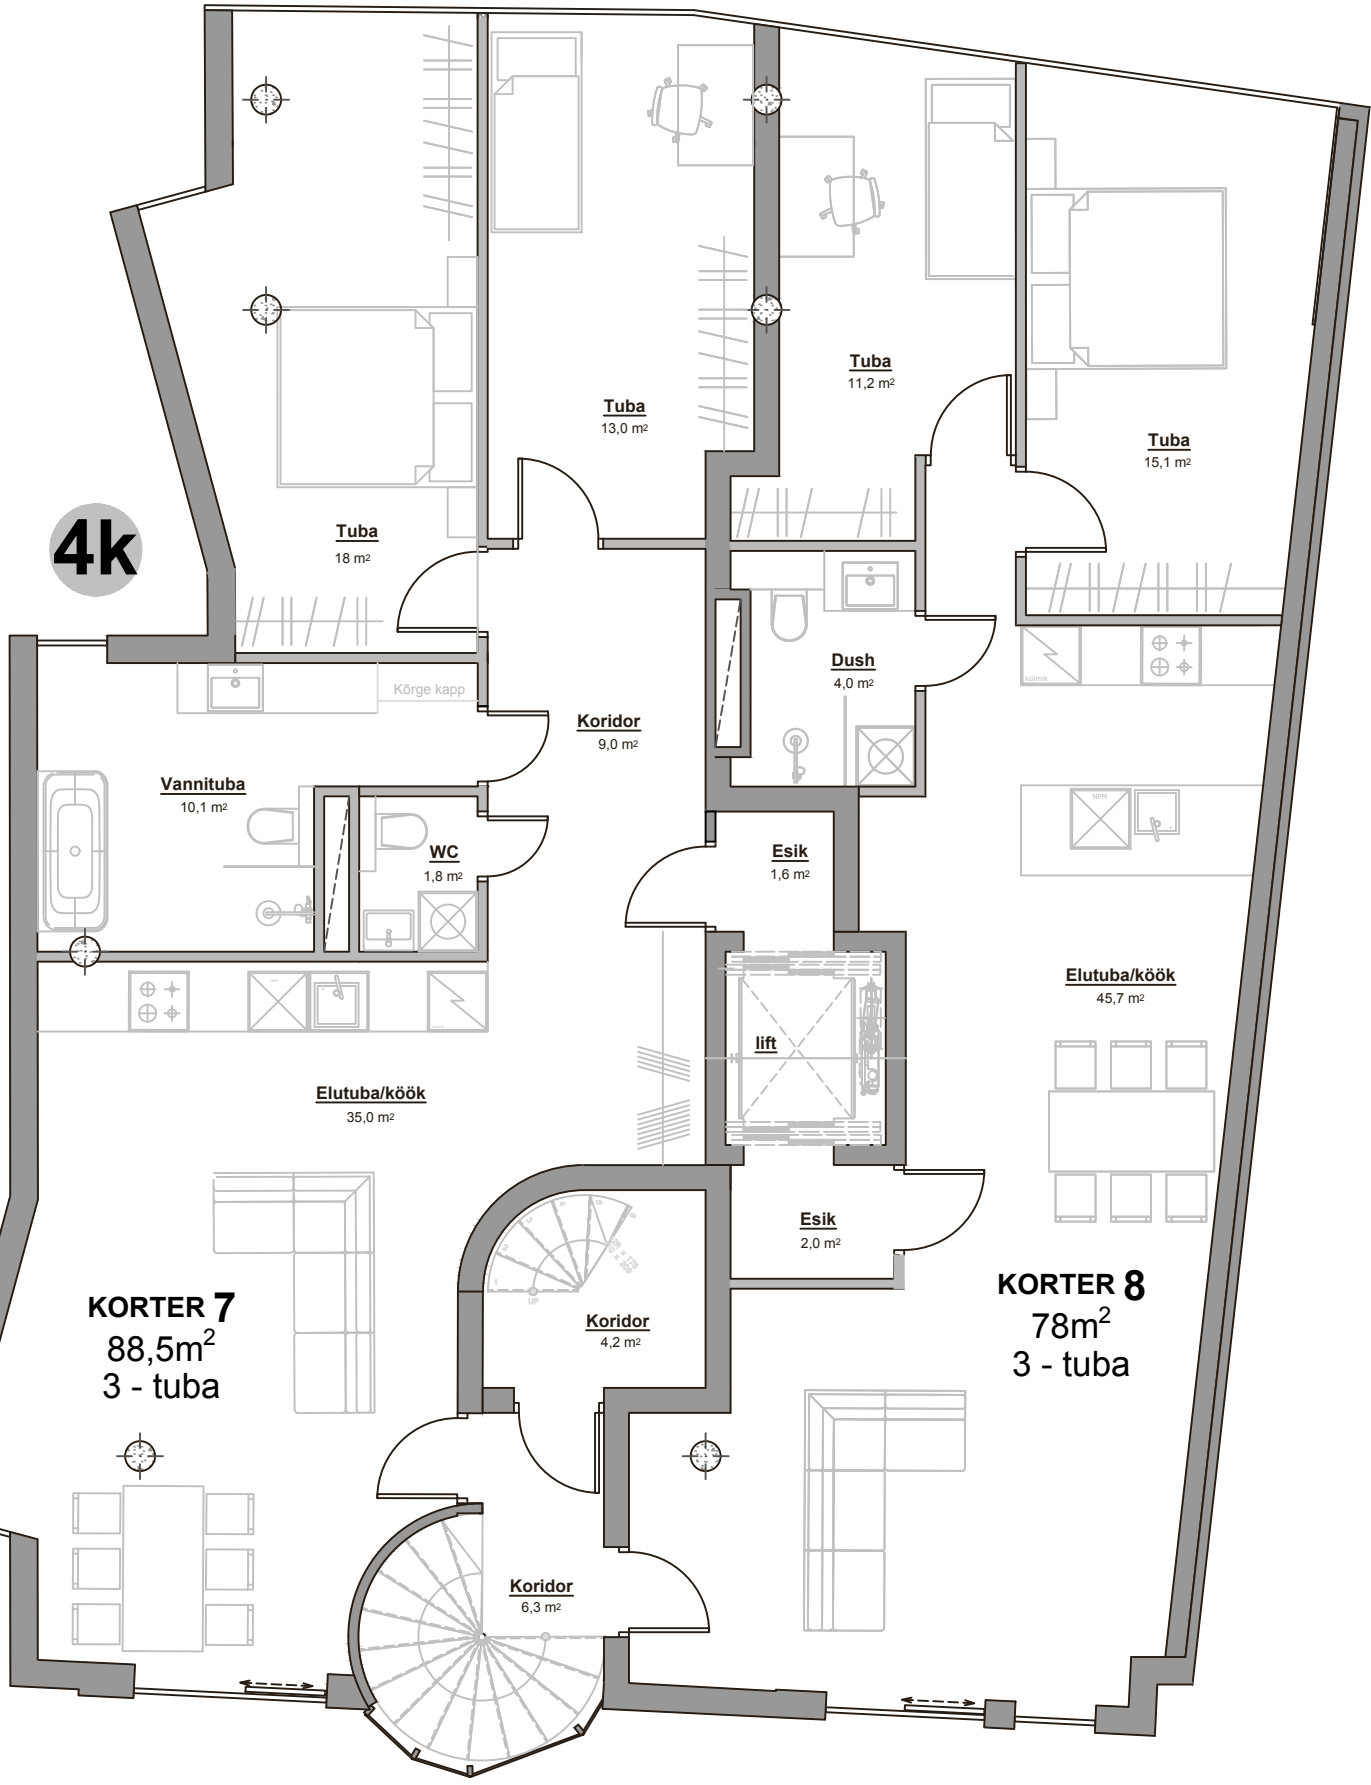 Tuba
11,2 m²
Tuba
13,0 m²
Tuba
15,1 m²
4k
Tuba
18 m²
Dush
4,0 m²
külmik
Kõrge kapp
Koridor
9,0 m²
Vannituba
10,1 m²
NPM
WC
1,8 m²
Esik
1,6 m²
Elutuba/köök
45,7 m²
lift
Elutuba/köök
35,0 m²
Esik
2,0 m²
UP
KORTER 7
88,5m²
3 - tuba
KORTER 8
78m²
3 - tuba
Koridor
4,2 m²
Koridor
6,3 m²